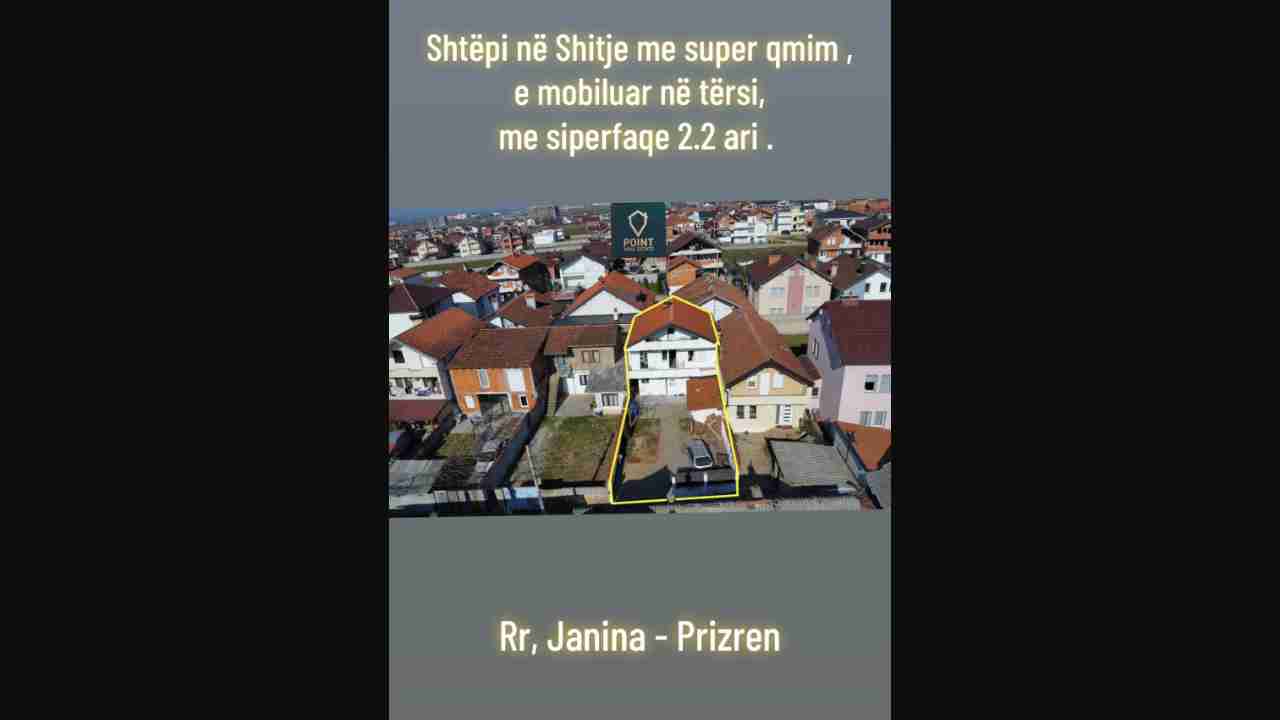 Shtëpi në Shitje me super qmim ,
e mobiluar në tërsi,
me siperfaqe 2.2 ari .
POINT
REAL ESTATE
Rr, Janina - Prizren